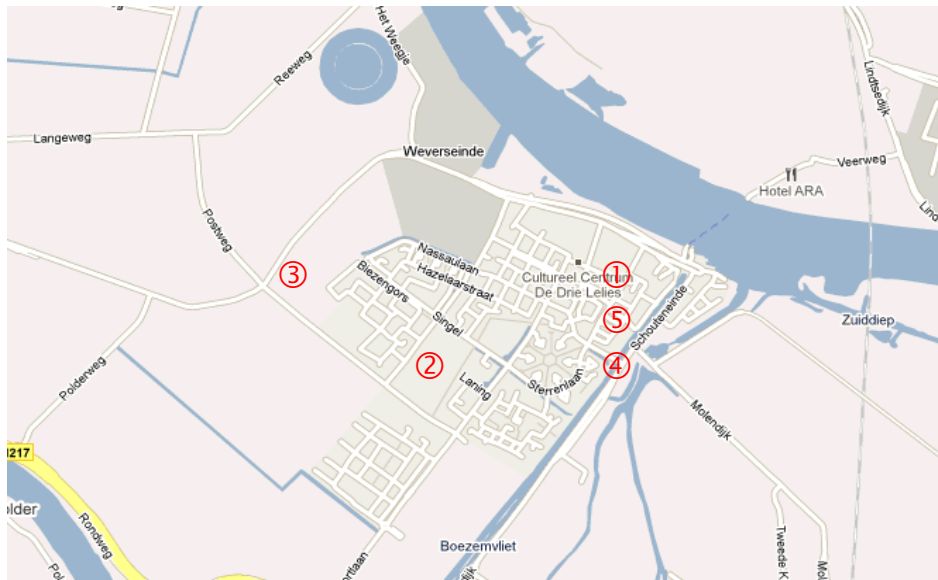 Het Weegje
Reeweg
Langeweg
Weverseinde
Lindtsedijk
Veerweg
Hotel ARA
Postweg
Nassaulaan
Hazelaarstraat
Biezengors
Cultureel Centrum
De Drie Lelies
③
①
⑤
Singel
Schouteneinde
Zuiddiep
②
④
Laning
Sterrenlaan
Polderweg
Molendijk
Rondweg
Boezemvliet